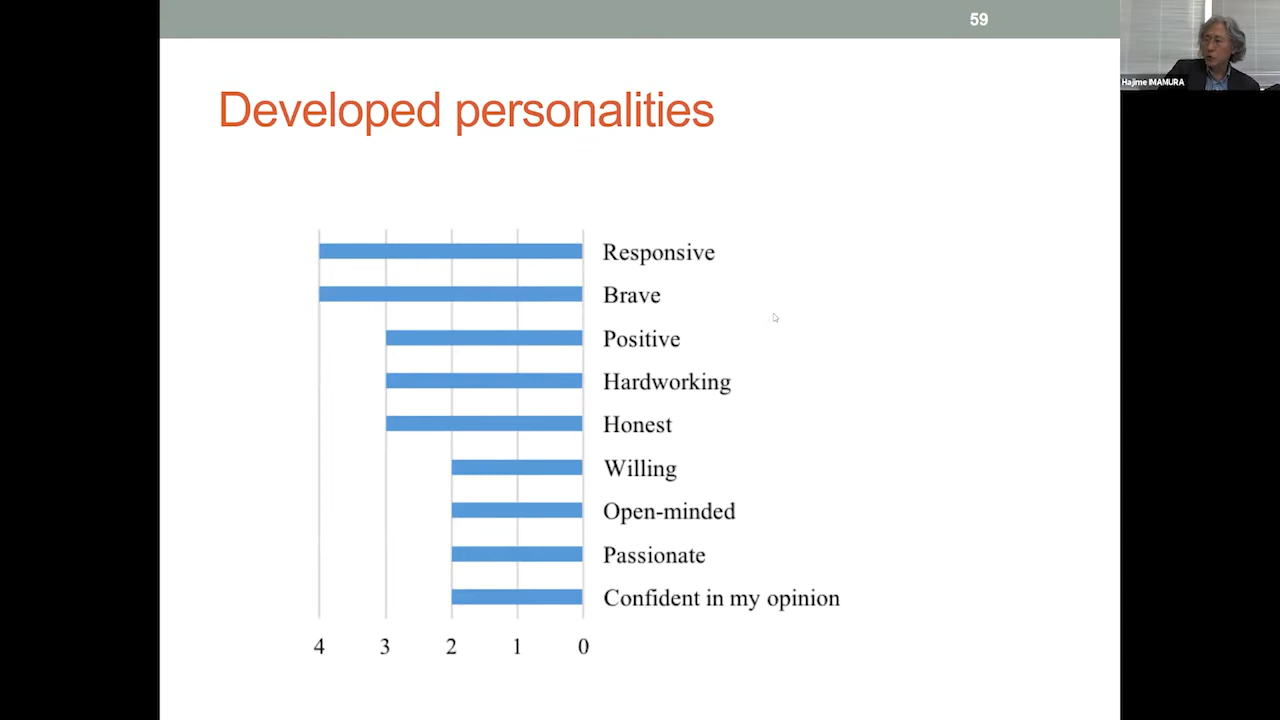 59
Hajime IMAMURA
Developed personalities
Responsive
Brave
Positive
Hardworking
Honest
Willing
Open-minded
Passionate
Confident in my opinion
4 3 2 1 0